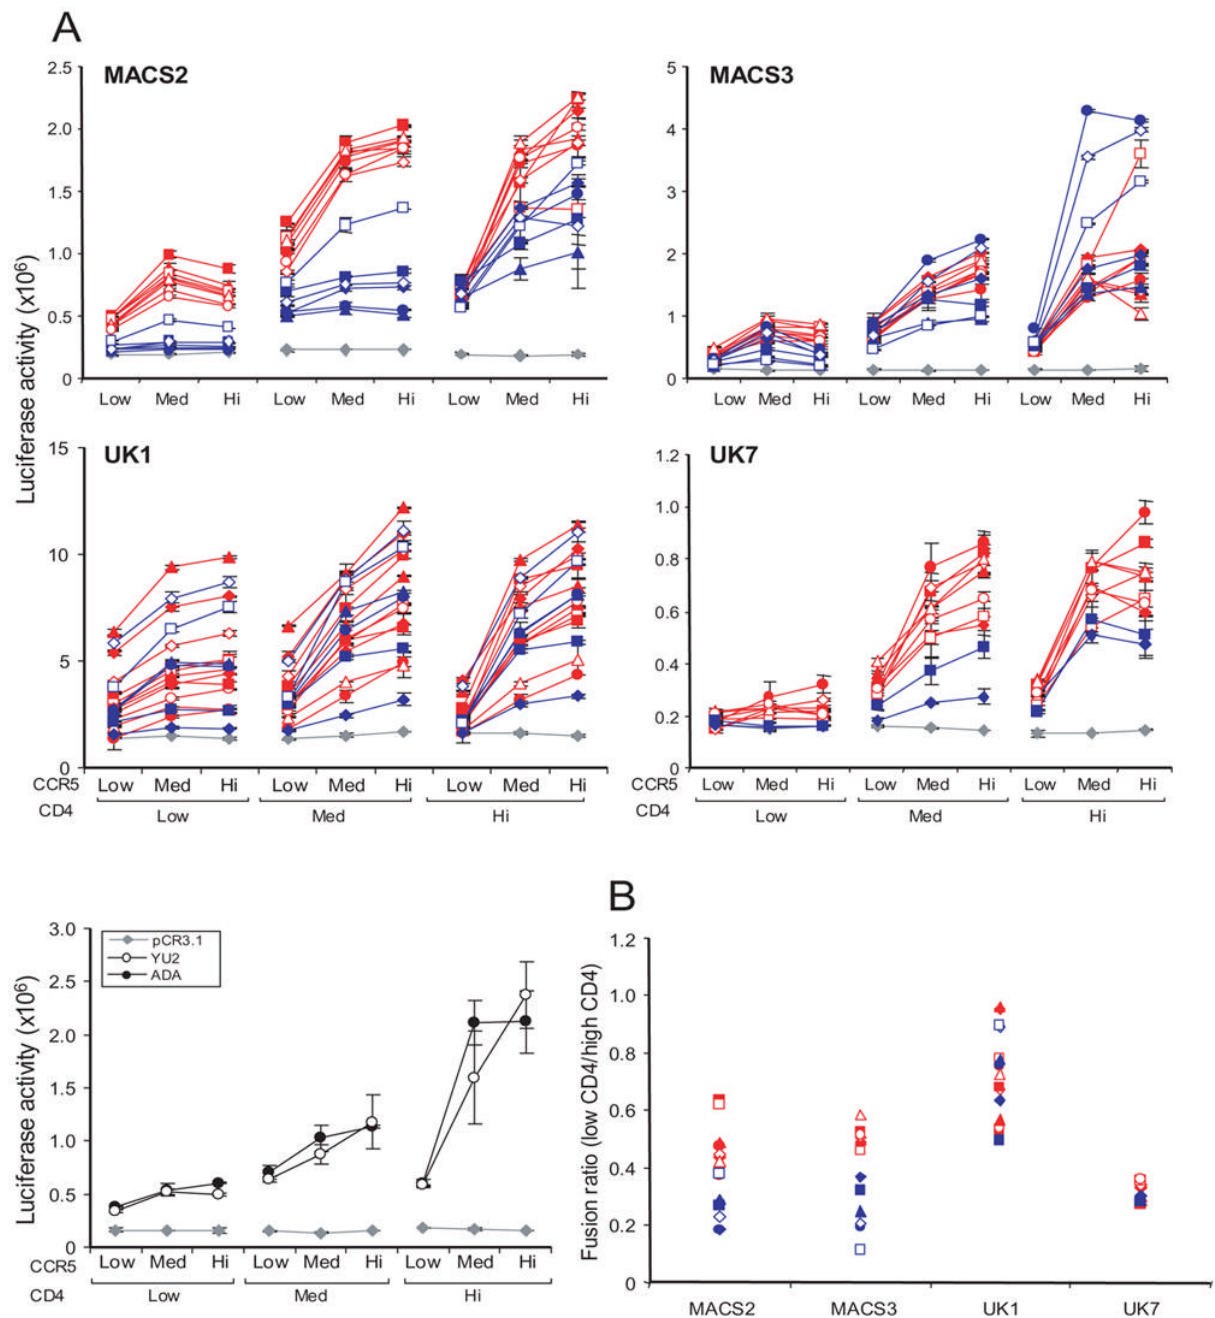 A
MACS2
MACS3
Luciferase activity (x10⁶)
2.5
2.0
1.5
1.0
0.5
0
Low Med Hi Low Med Hi Low Med Hi
5
4
3
2
1
0
Low Med Hi Low Med Hi Low Med Hi
UK1
UK7
15
10
5
0
CCR5 Low Med Hi Low Med Hi Low Med Hi
CD4 Low Med Hi
1.2
1.0
0.8
0.6
0.4
0.2
0
CCR5 Low Med Hi Low Med Hi Low Med Hi
CD4 Low Med Hi
Luciferase activity (x10⁶)
3.0
2.5
2.0
1.5
1.0
0.5
0
pCR3.1
YU2
ADA
CCR5 Low Med Hi Low Med Hi Low Med Hi
CD4 Low Med Hi
B
Fusion ratio (low CD4/high CD4)
1.2
1.0
0.8
0.6
0.4
0.2
0
MACS2 MACS3 UK1 UK7